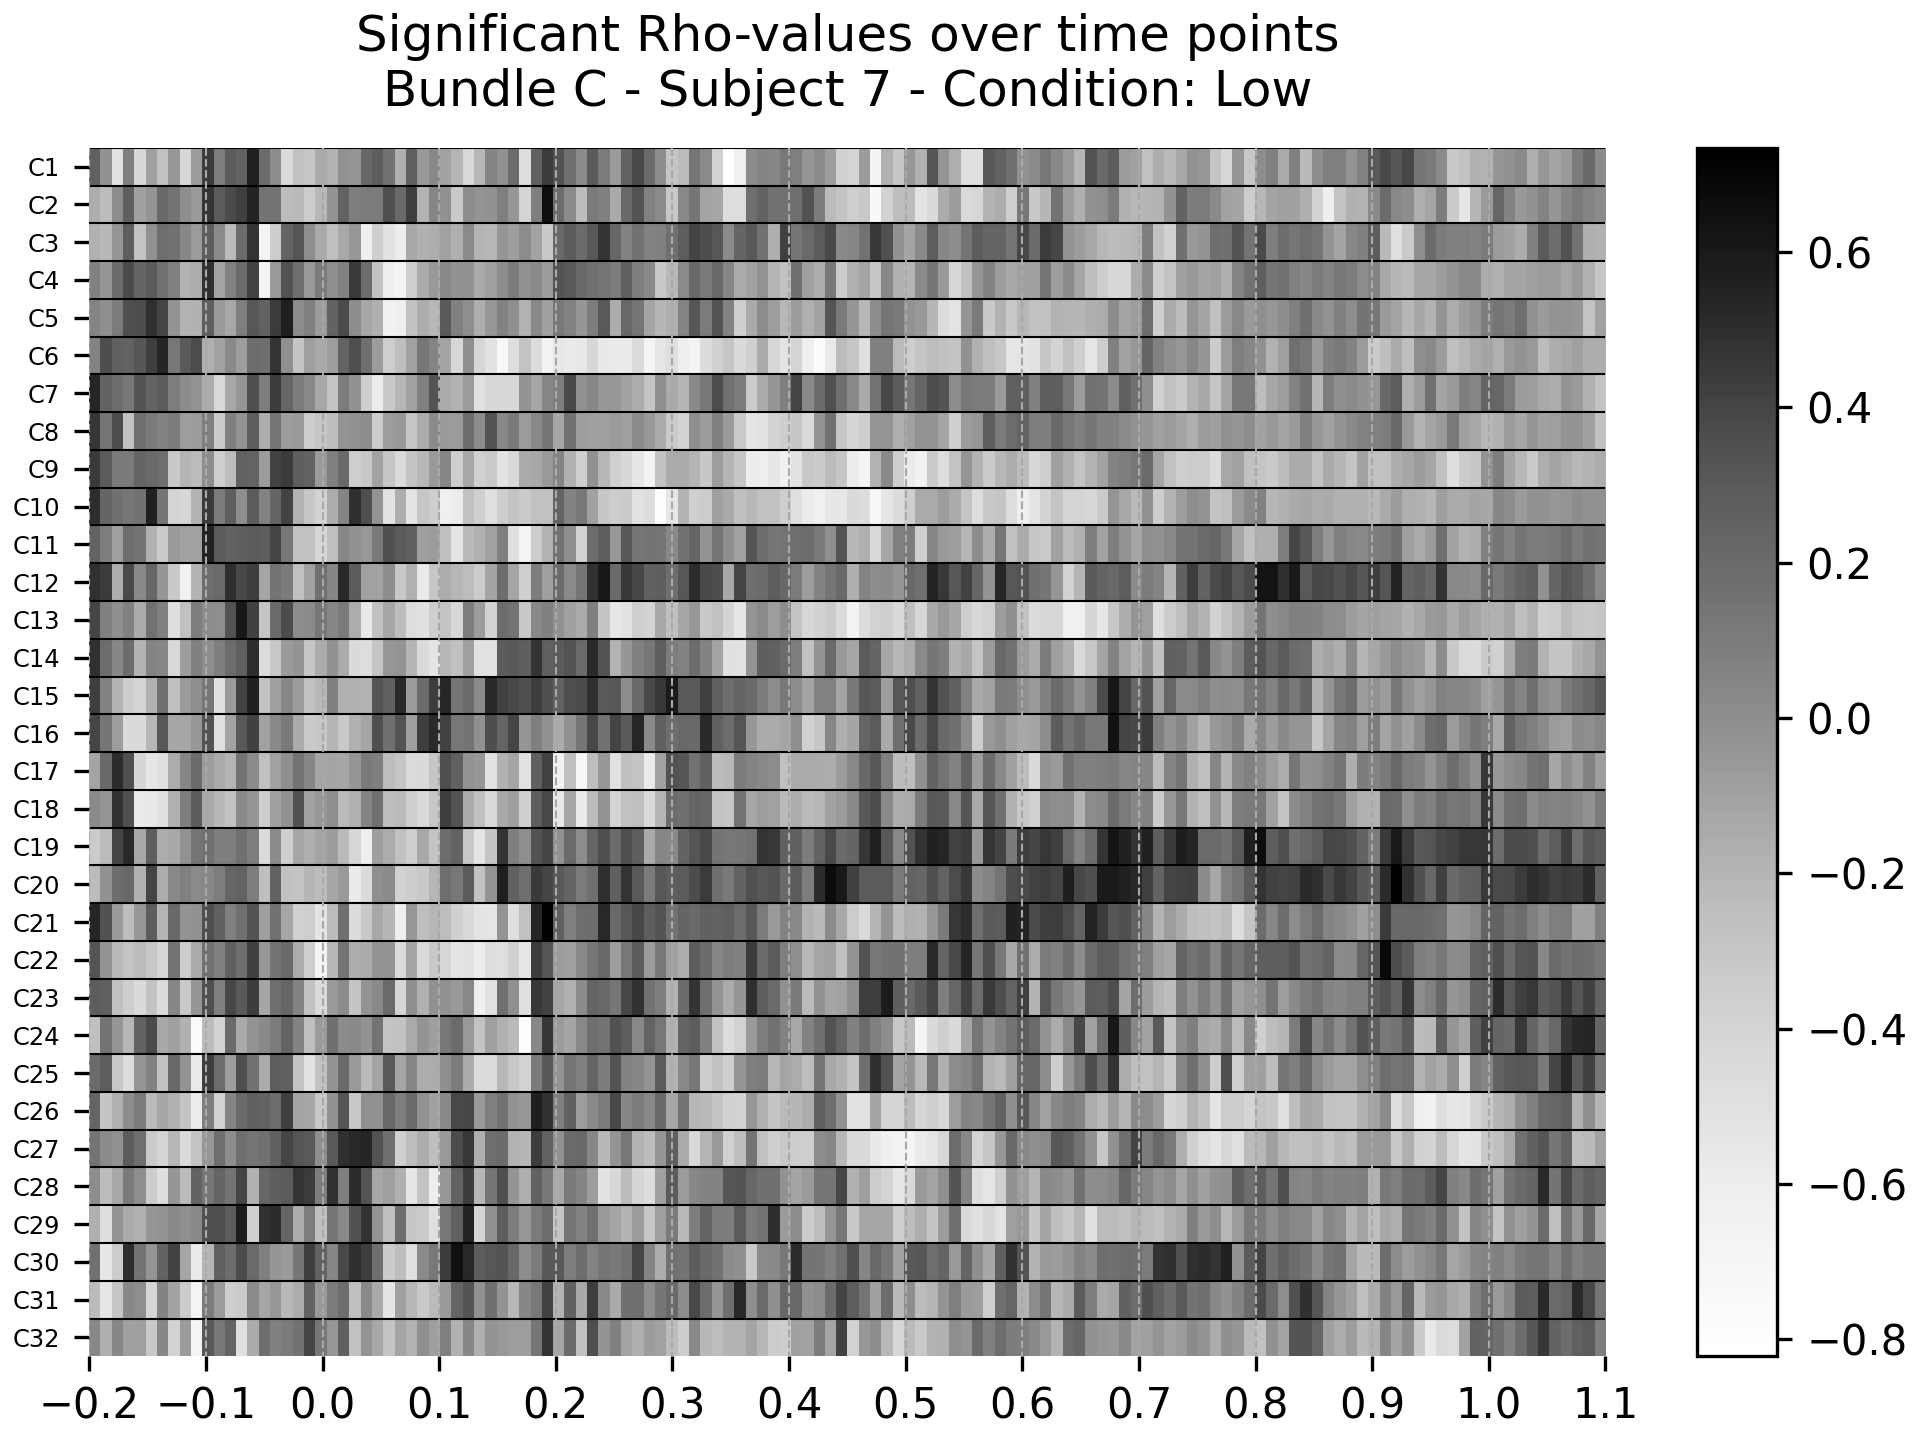 Significant Rho-values over time points
Bundle C - Subject 7 - Condition: Low
C1
C2
C3
C4
C5
C6
C7
C8
C9
C10
C11
C12
C13
C14
C15
C16
C17
C18
C19
C20
C21
C22
C23
C24
C25
C26
C27
C28
C29
C30
C31
C32
−0.2 −0.1 0.0 0.1 0.2 0.3 0.4 0.5 0.6 0.7 0.8 0.9 1.0 1.1
0.6
0.4
0.2
0.0
−0.2
−0.4
−0.6
−0.8